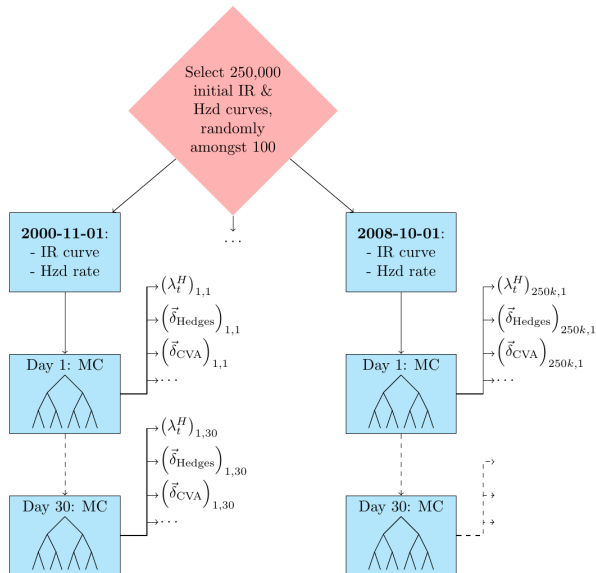 Select 250,000
initial IR &
Hzd curves,
randomly
amongst 100
2000-11-01:
- IR curve
- Hzd rate
...
2008-10-01:
- IR curve
- Hzd rate
(λ_t^H)_{1,1}
(δ⃗_Hedges)_{1,1}
(δ⃗_CVA)_{1,1}
...
Day 1: MC
(λ_t^H)_{250k,1}
(δ⃗_Hedges)_{250k,1}
(δ⃗_CVA)_{250k,1}
...
Day 1: MC
(λ_t^H)_{1,30}
(δ⃗_Hedges)_{1,30}
(δ⃗_CVA)_{1,30}
...
Day 30: MC
Day 30: MC